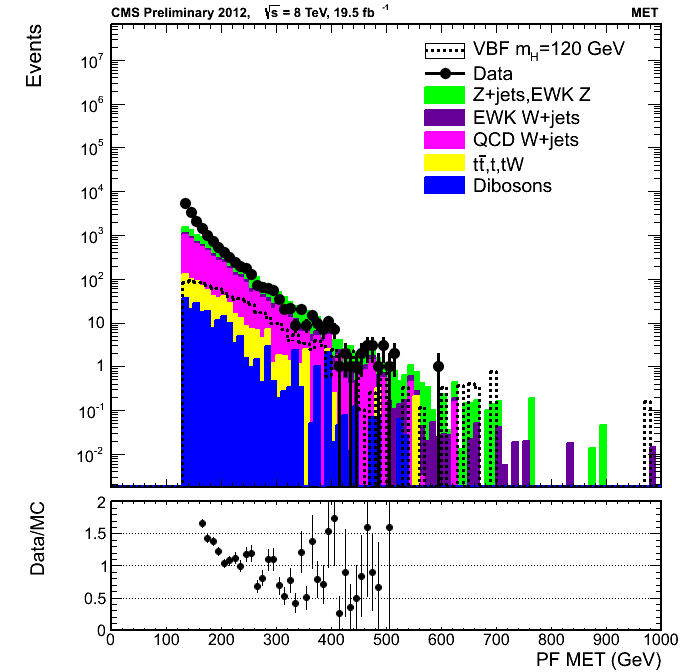 CMS Preliminary 2012, √s = 8 TeV, 19.5 fb⁻¹ MET
Events
10⁷
10⁶
10⁵
10⁴
10³
10²
10
1
10⁻¹
10⁻²
VBF m_H=120 GeV
Data
Z+jets,EWK Z
EWK W+jets
QCD W+jets
tt̄,t,tW
Dibosons
Data/MC
2
1.5
1
0.5
0
0 100 200 300 400 500 600 700 800 900 1000
PF MET (GeV)